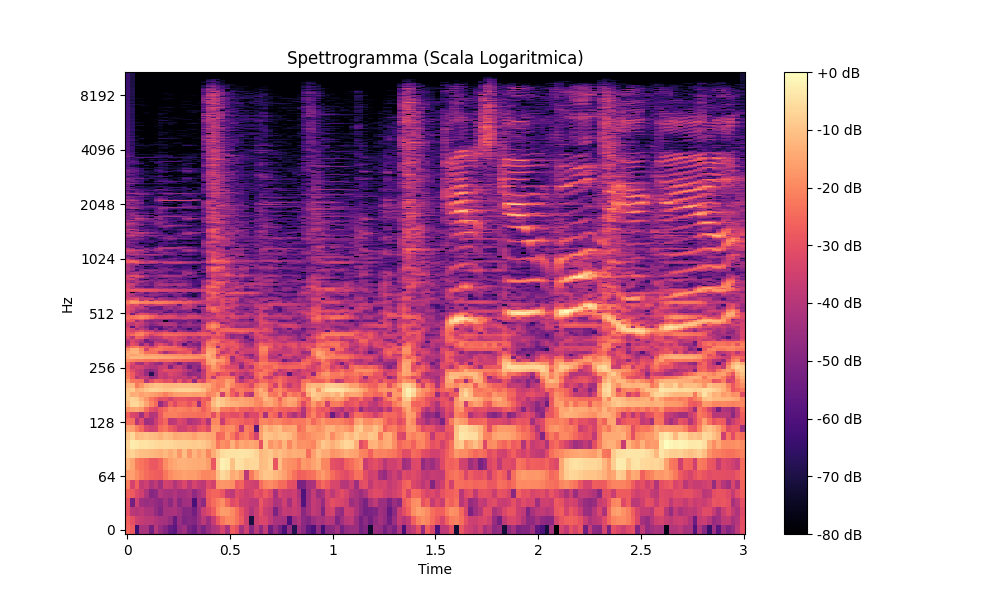 Spettrogramma (Scala Logaritmica)
Hz
8192
4096
2048
1024
512
256
128
64
0
0 0.5 1 1.5 2 2.5 3
Time
+0 dB
-10 dB
-20 dB
-30 dB
-40 dB
-50 dB
-60 dB
-70 dB
-80 dB